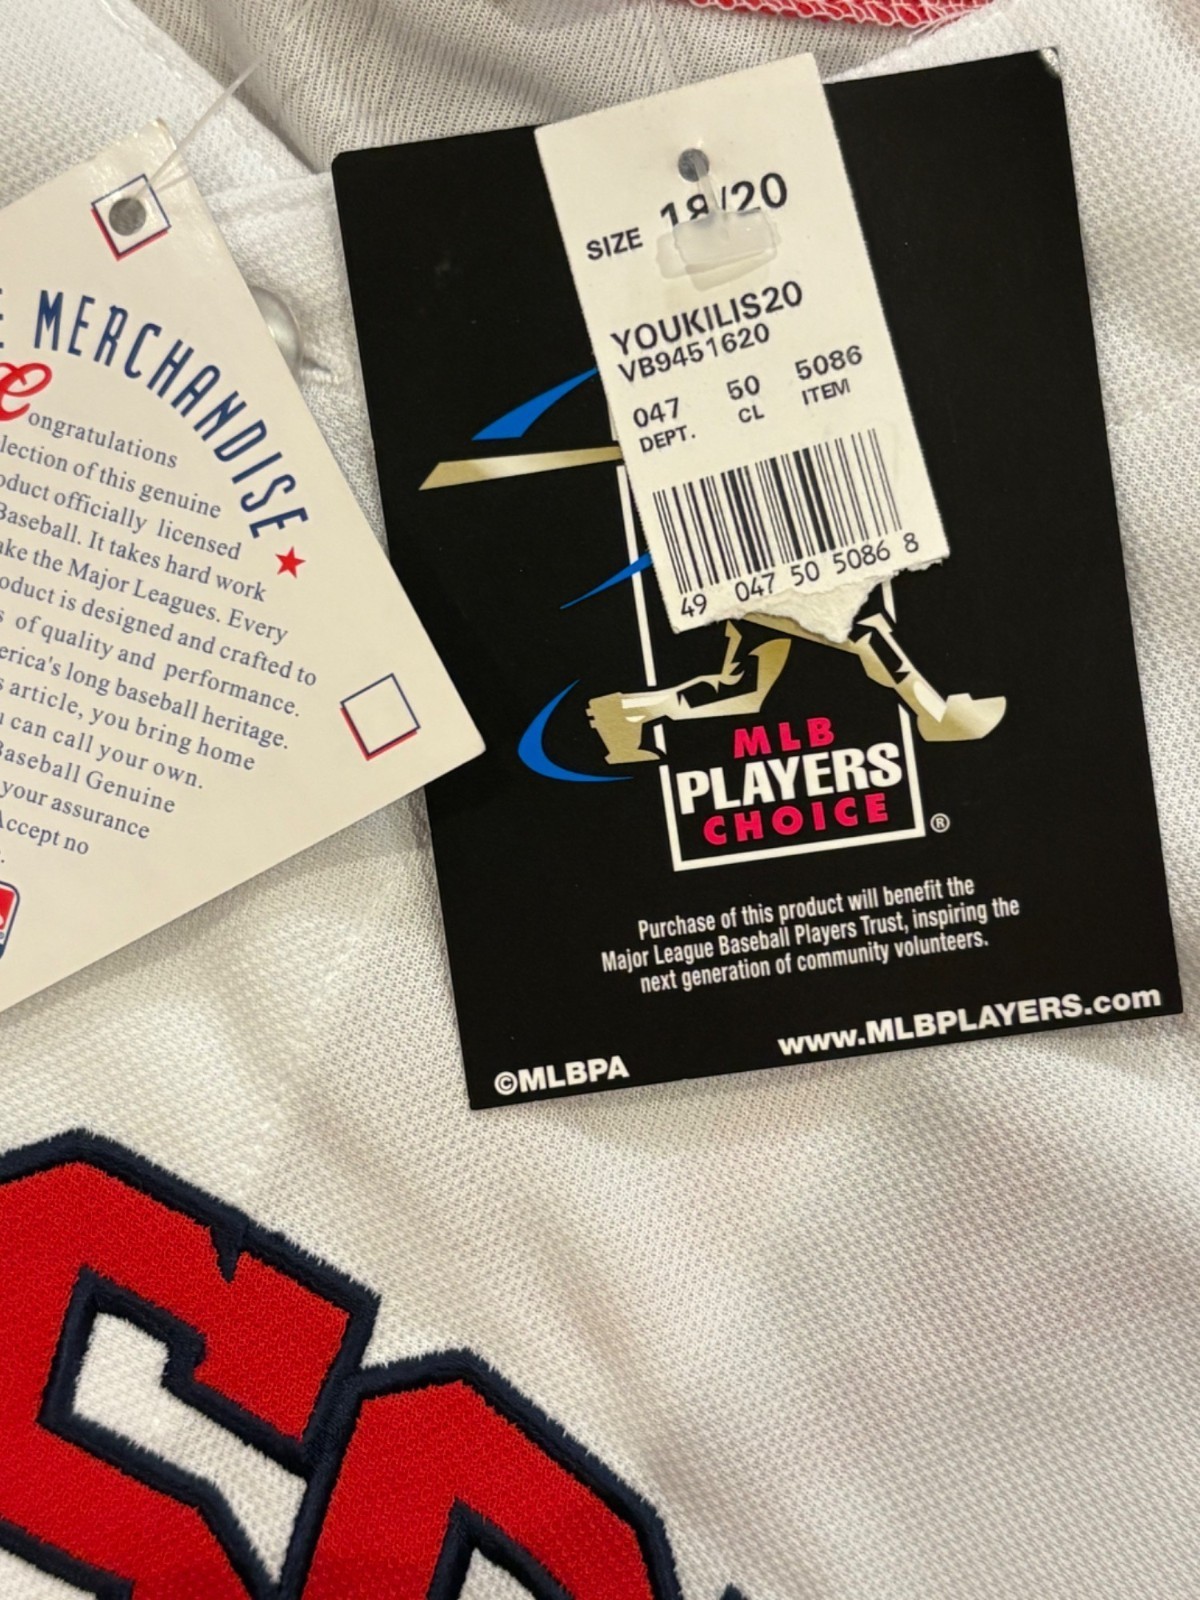 MERCHANDISE
Congratulations
lection of this genuine
oduct officially licensed
Baseball. It takes hard work
ake the Major Leagues. Every
oduct is designed and crafted to
s of quality and performance.
erica's long baseball heritage.
s article, you bring home
u can call your own.
Baseball Genuine
your assurance
Accept no
SIZE 18/20
YOUKILIS20
VB9451620
047 50 5086
DEPT. CL ITEM
49 047 50 5086 8
MLB
PLAYERS
CHOICE ®
Purchase of this product will benefit the
Major League Baseball Players Trust, inspiring the
next generation of community volunteers.
www.MLBPLAYERS.com
©MLBPA